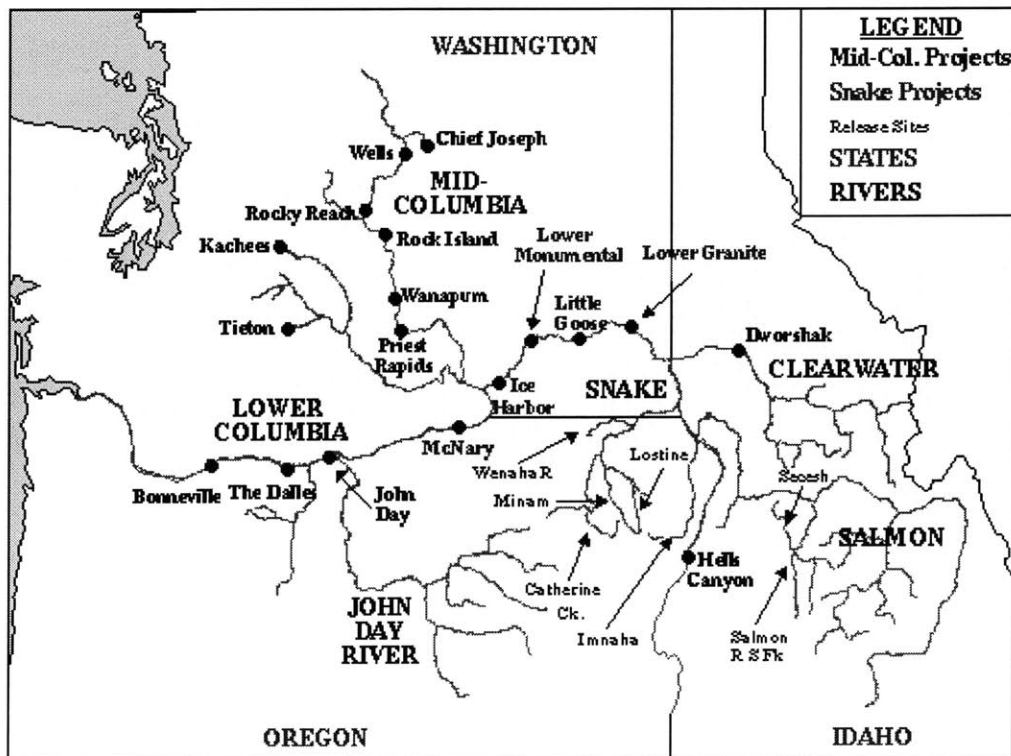 WASHINGTON
LEGEND
Mid-Col. Projects
Snake Projects
Release Sites
STATES
RIVERS
Chief Joseph
Wells
MID-
COLUMBIA
Rocky Reach
Rock Island
Kachees
Lower
Monumental
Lower Granite
Wanapum
Little
Goose
Tieton
Priest
Rapids
Dworshak
CLEARWATER
Ice
Harbor
SNAKE
LOWER
COLUMBIA
McNary
Wenaha R
Lostine
Minam
Secesh
Bonneville
The Dalles
John
Day
SALMON
Hells
Canyon
Catherine
Ck.
Imnaha
Salmon
R S Fk
JOHN
DAY
RIVER
OREGON
IDAHO